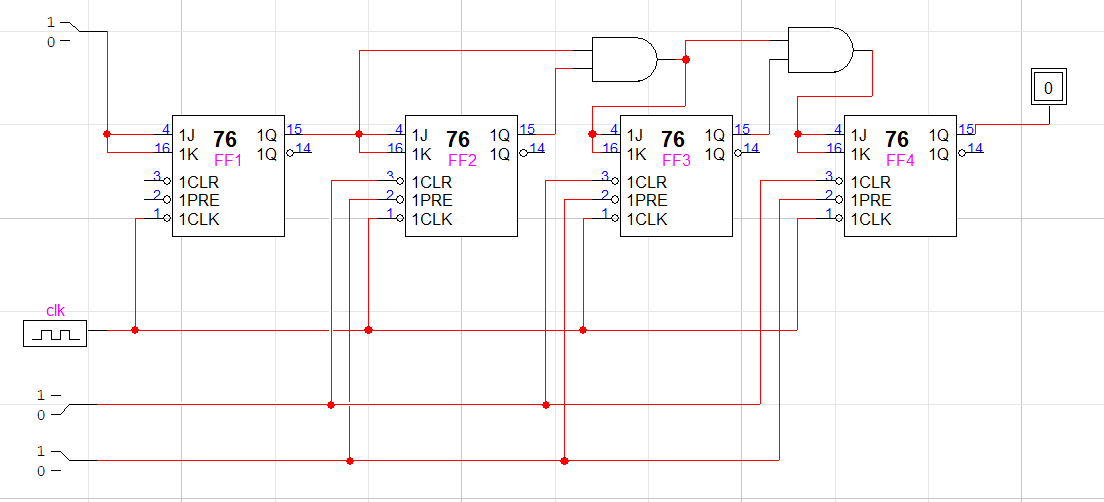 1
0
4 1J 76 1Q 15
16 1K FF1 1Q 14
3 1CLR
2 1PRE
1 1CLK
4 1J 76 1Q 15
16 1K FF2 1Q 14
3 1CLR
2 1PRE
1 1CLK
4 1J 76 1Q 15
16 1K FF3 1Q 14
3 1CLR
2 1PRE
1 1CLK
4 1J 76 1Q 15
16 1K FF4 1Q 14
3 1CLR
2 1PRE
1 1CLK
0
clk
1
0
1
0